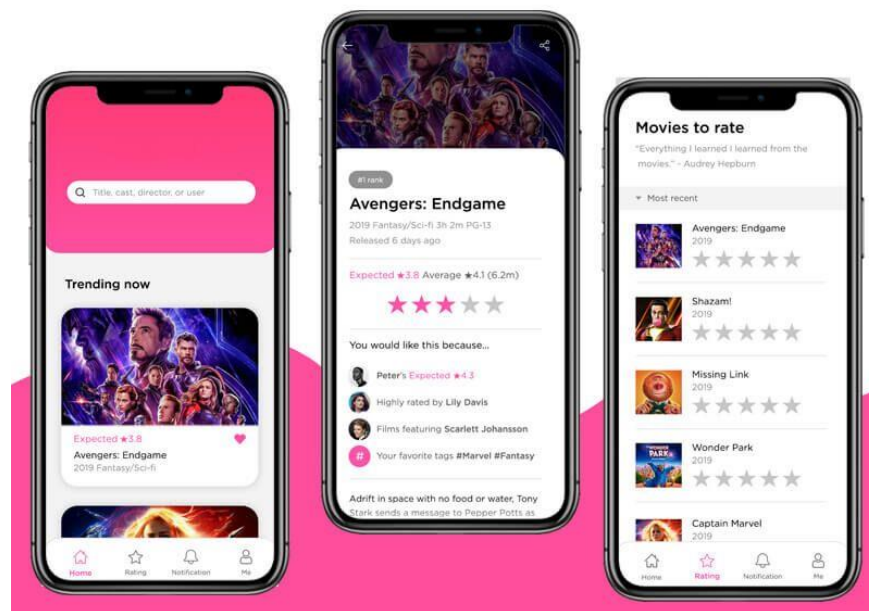 Title, cast, director, or user
Trending now
Expected ★3.8
Avengers: Endgame
2019 Fantasy/Sci-fi
Home
Rating
Notification
Me
#1 rank
Avengers: Endgame
2019 Fantasy/Sci-fi 3h 2m PG-13
Released 6 days ago
Expected ★3.8 Average ★4.1 (6.2m)
You would like this because...
Peter's Expected ★4.3
Highly rated by Lily Davis
Films featuring Scarlett Johansson
# Your favorite tags #Marvel #Fantasy
Adrift in space with no food or water, Tony
Stark sends a message to Pepper Potts as
Movies to rate
"Everything I learned I learned from the
movies." - Audrey Hepburn
Most recent
Avengers: Endgame
2019
Shazam!
2019
Missing Link
2019
WONDER
PARK
Wonder Park
2019
Captain Marvel
2019
Home
Rating
Notification
Me